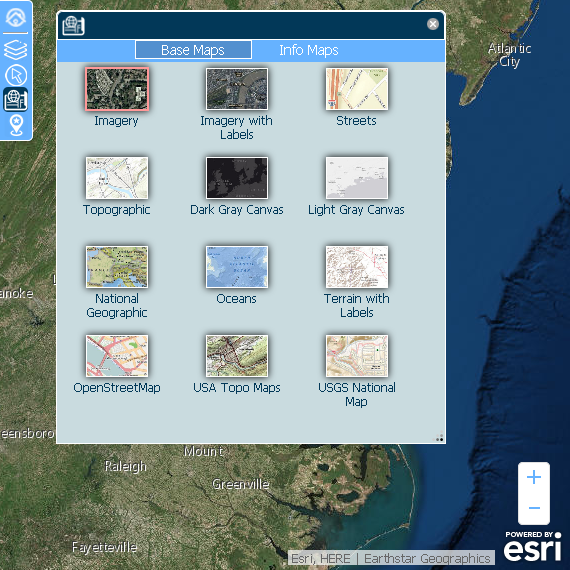 Atlantic
City
Base Maps
Info Maps
Imagery
Imagery with
Labels
Streets
Topographic
Dark Gray Canvas
Light Gray Canvas
National
Geographic
Oceans
Terrain with
Labels
OpenStreetMap
USA Topo Maps
USGS National
Map
anoke
eensboro
Mount
Raleigh
Greenville
Fayetteville
+
−
POWERED BY
esri
Esri, HERE | Earthstar Geographics